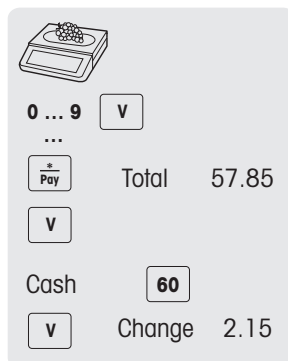 0 ... 9 V
...
*
Pay Total 57.85
V
Cash 60
V Change 2.15